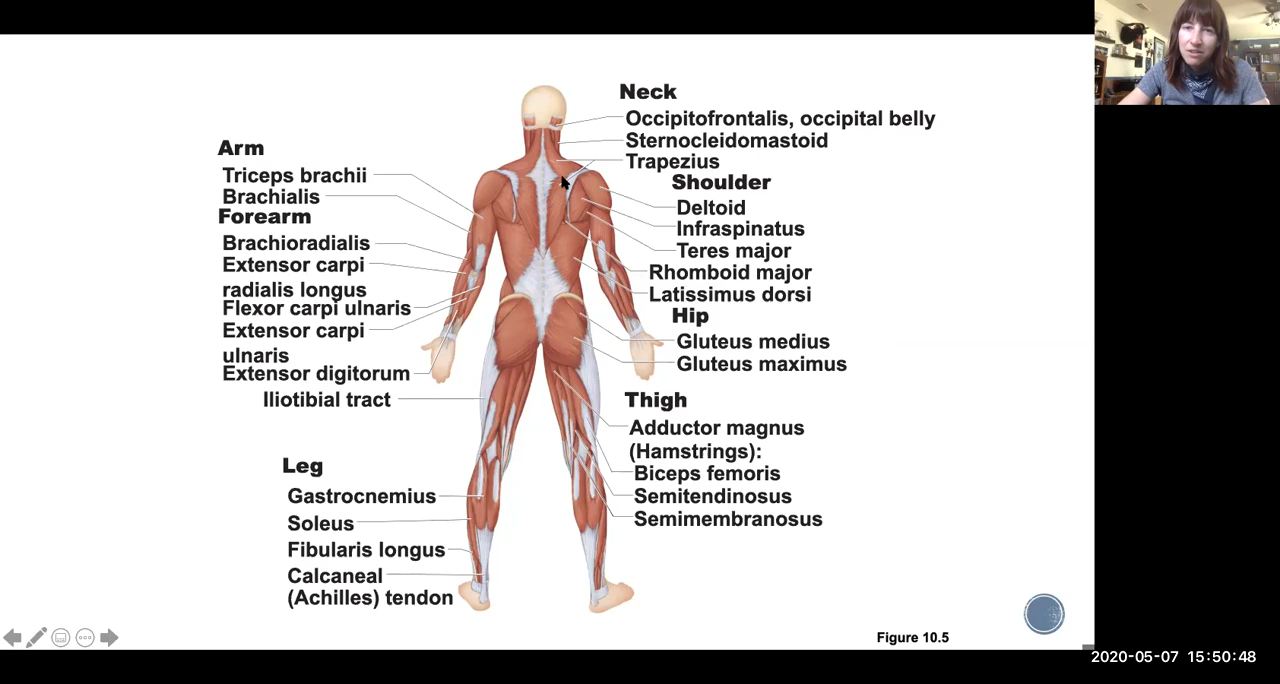 Neck
Occipitofrontalis, occipital belly
Sternocleidomastoid
Trapezius
Shoulder
Deltoid
Infraspinatus
Teres major
Rhomboid major
Latissimus dorsi
Hip
Gluteus medius
Gluteus maximus
Thigh
Adductor magnus
(Hamstrings):
Biceps femoris
Semitendinosus
Semimembranosus
Arm
Triceps brachii
Brachialis
Forearm
Brachioradialis
Extensor carpi
radialis longus
Flexor carpi ulnaris
Extensor carpi
ulnaris
Extensor digitorum
Iliotibial tract
Leg
Gastrocnemius
Soleus
Fibularis longus
Calcaneal
(Achilles) tendon
Figure 10.5
2020-05-07 15:50:48